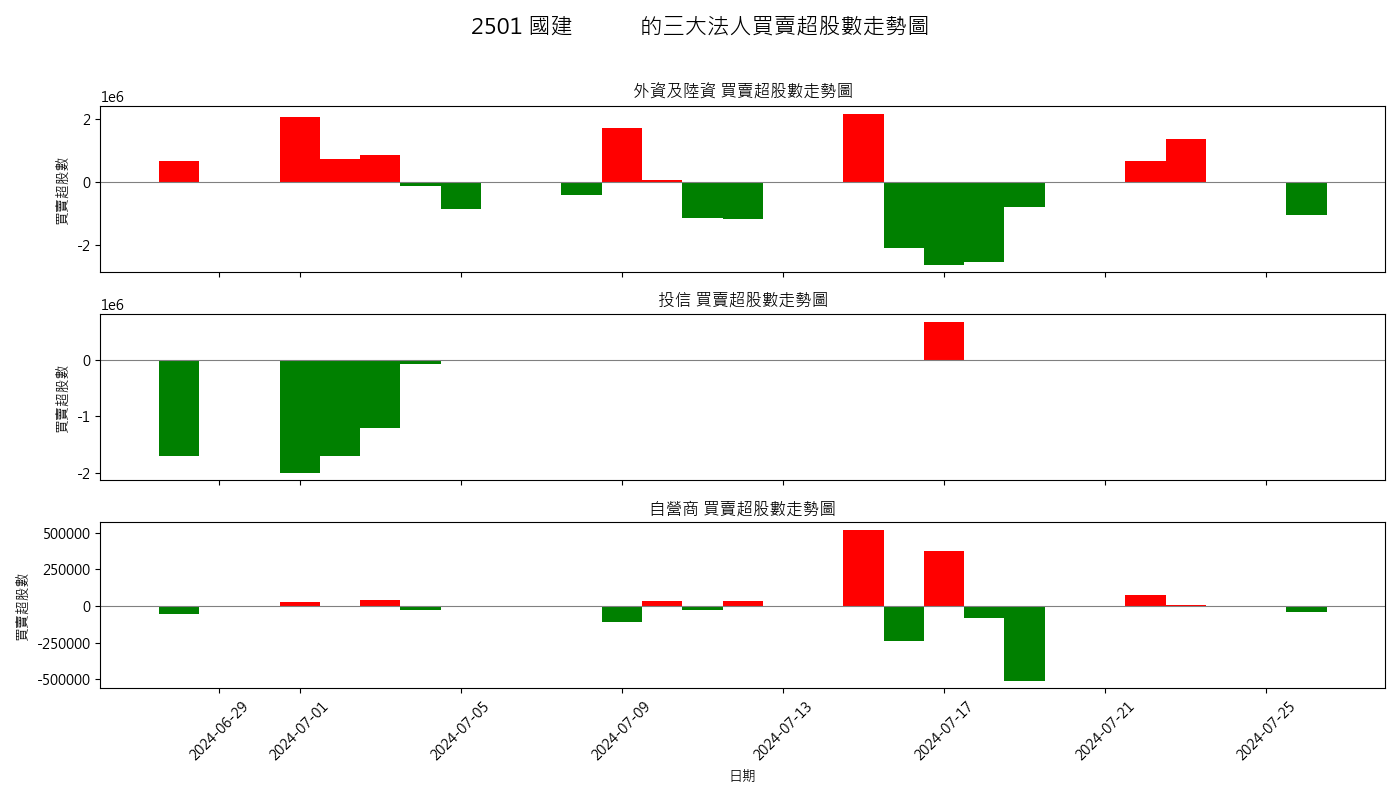 2501 國建 的三大法人買賣超股數走勢圖
外資及陸資 買賣超股數走勢圖
1e6
2
0
-2
買賣超股數
投信 買賣超股數走勢圖
1e6
0
-1
-2
買賣超股數
自營商 買賣超股數走勢圖
500000
250000
0
-250000
-500000
買賣超股數
2024-06-29
2024-07-01
2024-07-05
2024-07-09
2024-07-13
2024-07-17
2024-07-21
2024-07-25
日期